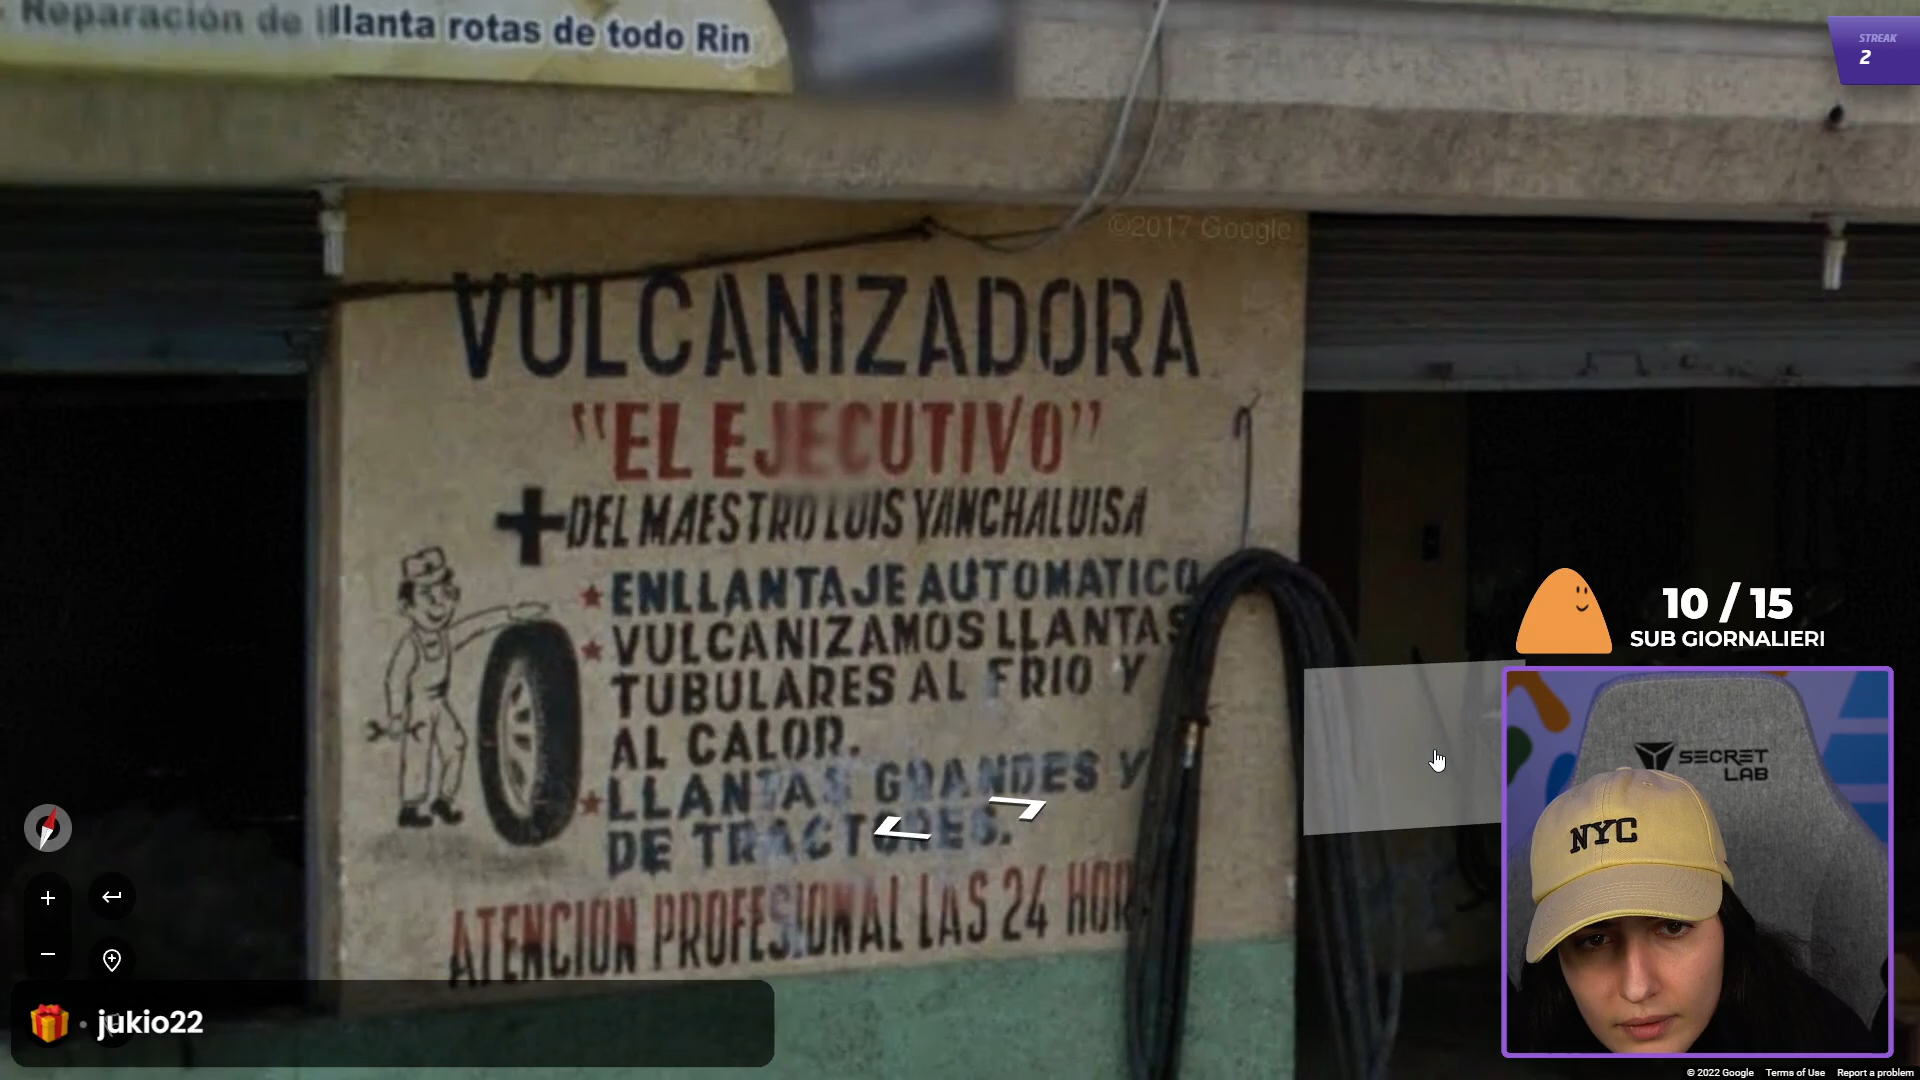 Reparación de llanta rotas de todo Rin
STREAK
2
©2017 Google
VULCANIZADORA
"EL EJECUTIVO"
+DEL MAESTRO LUIS YANCHALUISA
★ ENLLANTAJE AUTOMATICO
★ VULCANIZAMOS LLANTAS
TUBULARES AL FRIO Y
AL CALOR.
★ LLANTAS GRANDES Y
DE TRACTORES.
ATENCION PROFESIONAL LAS 24 HOR
10 / 15
SUB GIORNALIERI
SECRET
LAB
NYC
• jukio22
© 2022 Google Terms of Use Report a problem